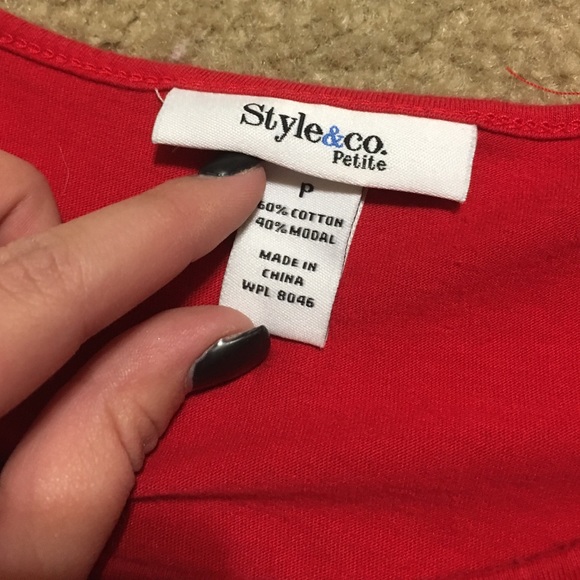 Style&co.
Petite
P
60% COTTON
40% MODAL
MADE IN
CHINA
WPL 8046